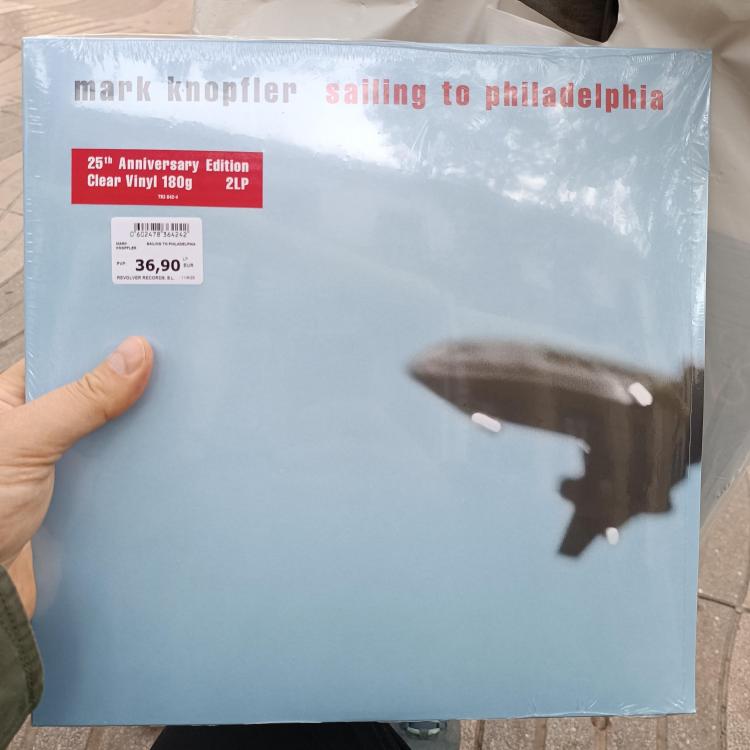 mark knopfler sailing to philadelphia
25th Anniversary Edition
Clear Vinyl 180g 2LP
0 602478 364242
MARK KNOPFLER SAILING TO PHILADELPHIA
PVP. 36,90 LP EUR
REVOLVER RECORDS, S.L.